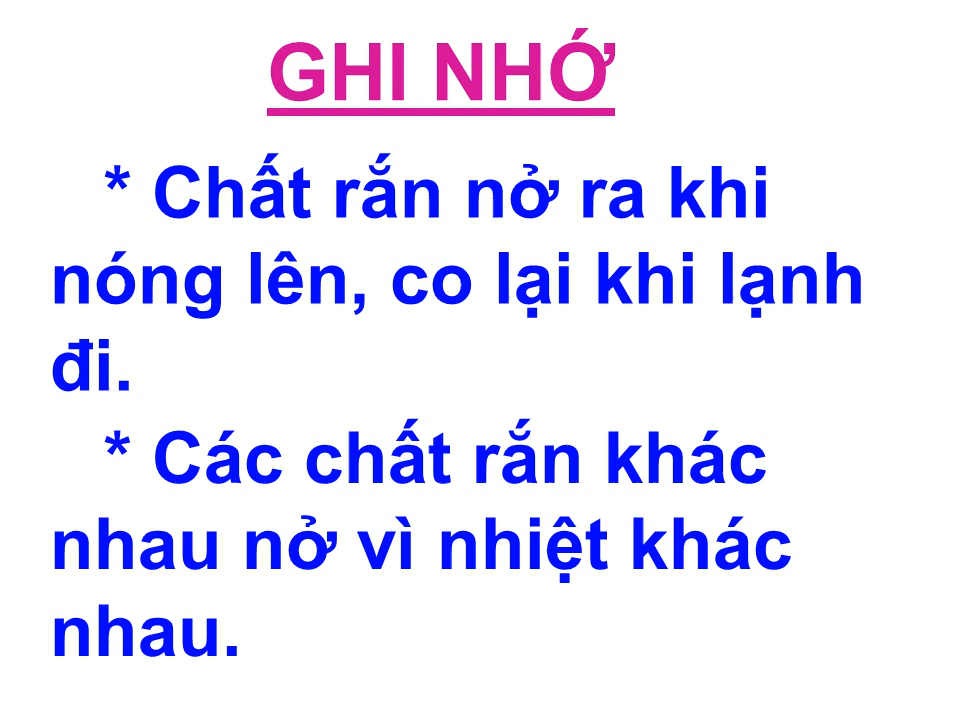 GHI NHỚ
* Chất rắn nở ra khi
nóng lên, co lại khi lạnh
đi.
* Các chất rắn khác
nhau nở vì nhiệt khác
nhau.